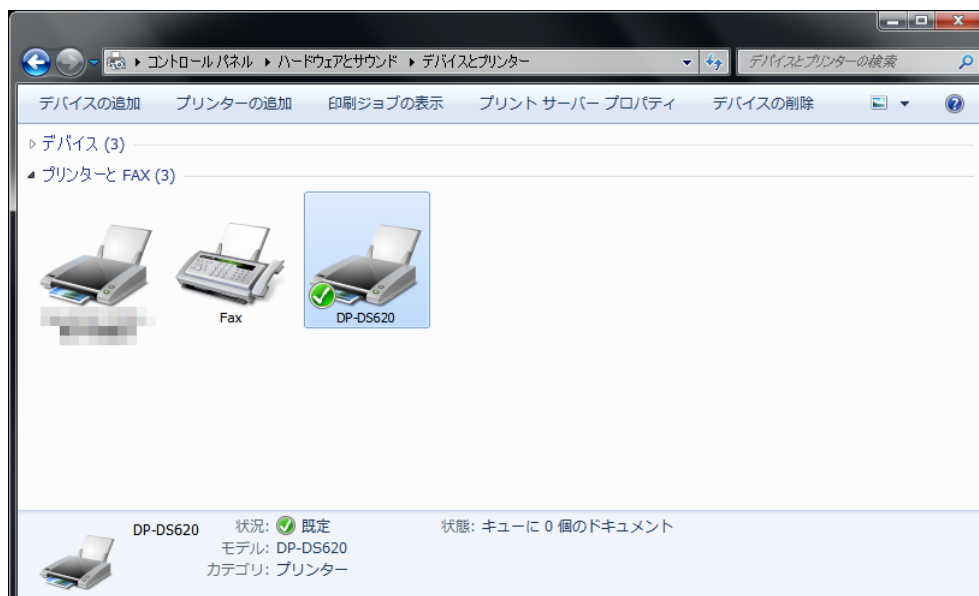 コントロール パネル ハードウェアとサウンド デバイスとプリンター デバイスとプリンターの検索
デバイスの追加 プリンターの追加 印刷ジョブの表示 プリント サーバー プロパティ デバイスの削除
デバイス (3)
プリンターと FAX (3)
Fax DP-DS620
DP-DS620 状況: 既定 状態: キューに 0 個のドキュメント
モデル: DP-DS620
カテゴリ: プリンター